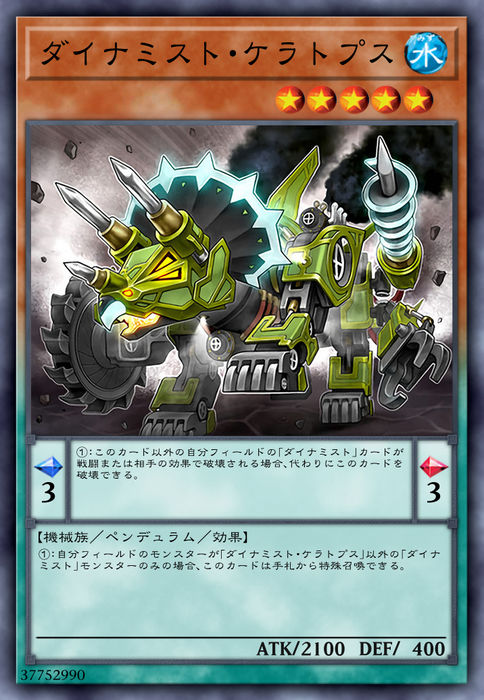 ダイナミスト・ケラトプス
みず
水
①:このカード以外の自分フィールドの「ダイナミスト」カードが
戦闘または相手の効果で破壊される場合、代わりにこのカードを
破壊できる。
3
3
【機械族/ペンデュラム/効果】
①:自分フィールドのモンスターが「ダイナミスト・ケラトプス」以外の「ダイナ
ミスト」モンスターのみの場合、このカードは手札から特殊召喚できる。
ATK/2100 DEF/ 400
37752990